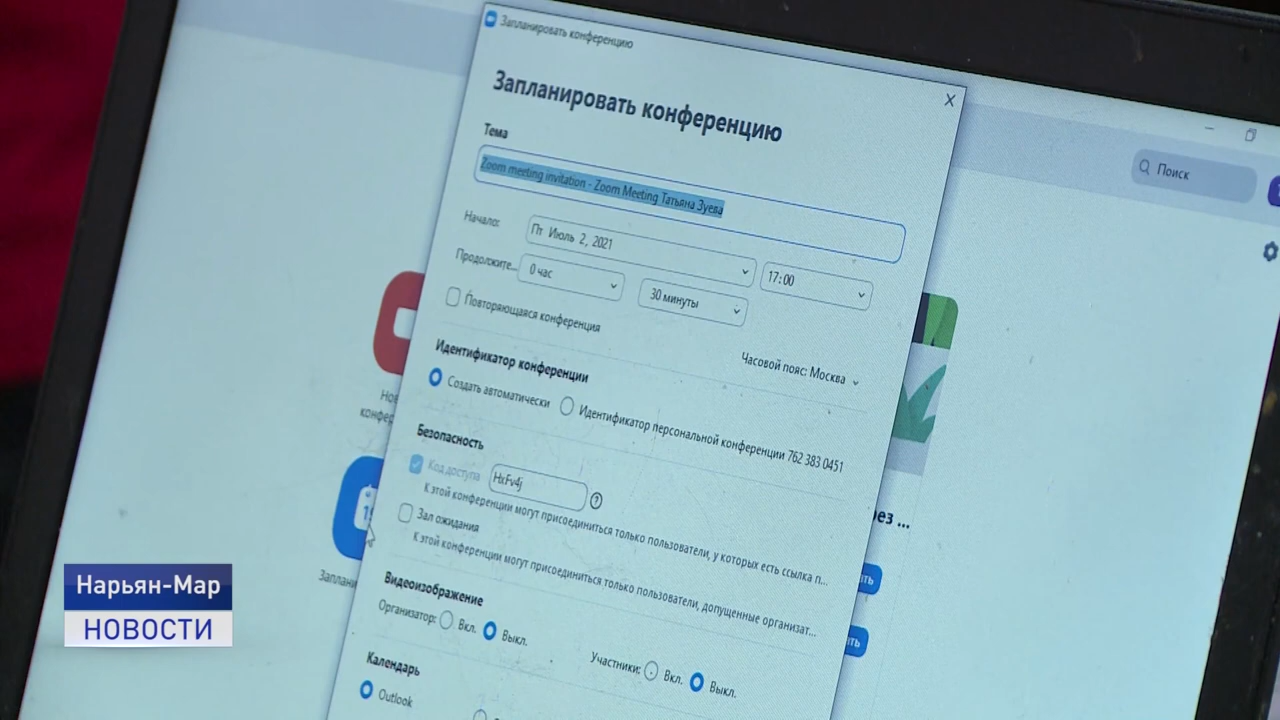 Запланировать конференцию
Запланировать конференцию
Поиск
Тема
Zoom meeting invitation - Zoom Meeting Татьяна Зуева
Начало:
Пт Июль 2, 2021
17:00
Продолжите...
0 час
30 минуты
Повторяющаяся конференция
Часовой пояс: Москва
Идентификатор конференции
Создать автоматически
Идентификатор персональной конференции 762 383 0451
Безопасность
Код доступа
HxFv4j
К этой конференции могут присоединиться только пользователи, у которых есть ссылка п...
Зал ожидания
К этой конференции могут присоединиться только пользователи, допущенные организат...
Видеоизображение
Организатор:
Вкл.
Выкл.
Участники:
Вкл.
Выкл.
Календарь
Outlook
Нарьян-Мар
НОВОСТИ